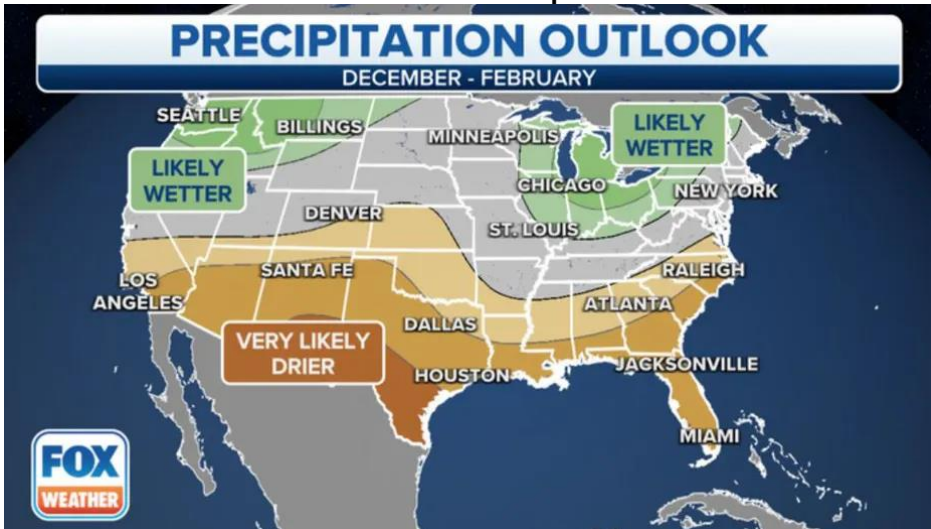 PRECIPITATION OUTLOOK
DECEMBER - FEBRUARY
SEATTLE
BILLINGS
MINNEAPOLIS
LIKELY
WETTER
LIKELY
WETTER
CHICAGO
NEW YORK
DENVER
ST. LOUIS
SANTA FE
RALEIGH
LOS
ANGELES
ATLANTA
DALLAS
VERY LIKELY
DRIER
HOUSTON
JACKSONVILLE
MIAMI
FOX
WEATHER